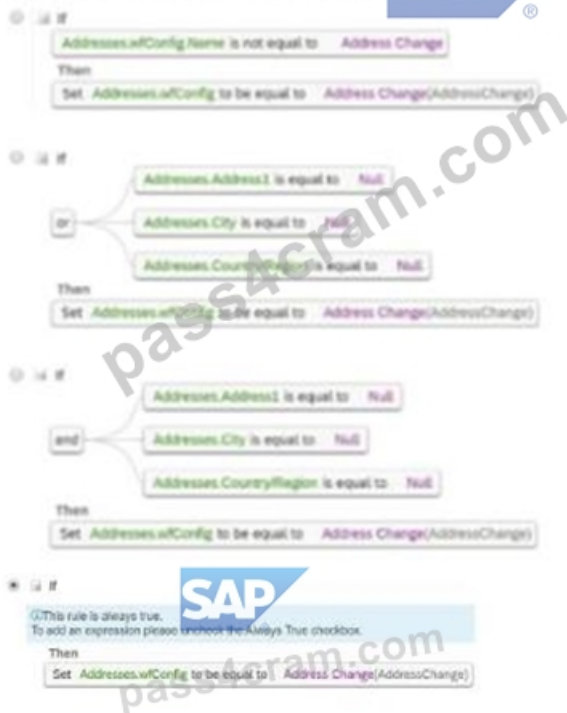 ®
If
Addresses.wfConfig.Name is not equal to Address Change
Then
Set Addresses.wfConfig to be equal to Address Change(AddressChange)
If
Addresses.Address1 is equal to Null
or
Addresses.City is equal to Null
Addresses.CountryRegion is equal to Null
Then
Set Addresses.wfConfig to be equal to Address Change(AddressChange)
pass4cram.com
If
Addresses.Address1 is equal to Null
and
Addresses.City is equal to Null
Addresses.CountryRegion is equal to Null
Then
Set Addresses.wfConfig to be equal to Address Change(AddressChange)
If
SAP
This rule is always true.
To add an expression please uncheck the Always True checkbox.
Then
Set Addresses.wfConfig to be equal to Address Change(AddressChange)
pass4cram.com